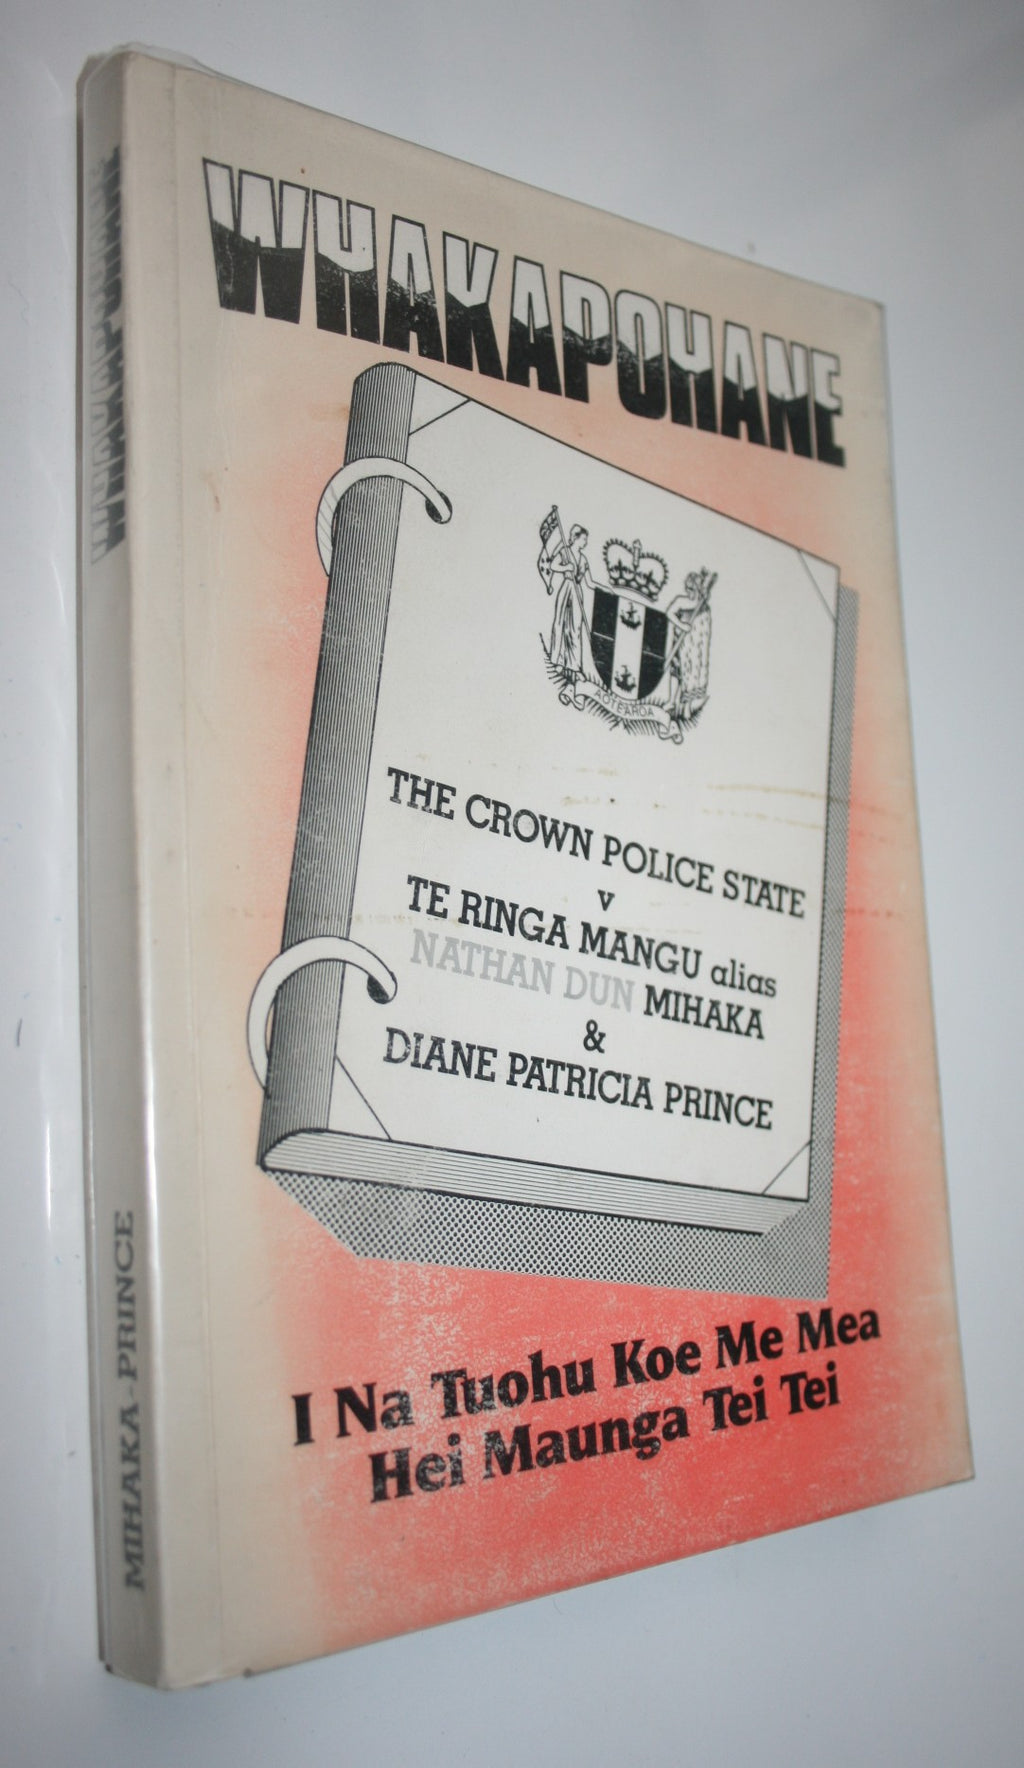 WHAKAPOHANE
AOTEAROA
THE CROWN POLICE STATE
v
TE RINGA MANGU alias
NATHAN DUN MIHAKA
&
DIANE PATRICIA PRINCE
I Na Tuohu Koe Me Mea
Hei Maunga Tei Tei
WHAKAPOHANE
MIHAKA-PRINCE